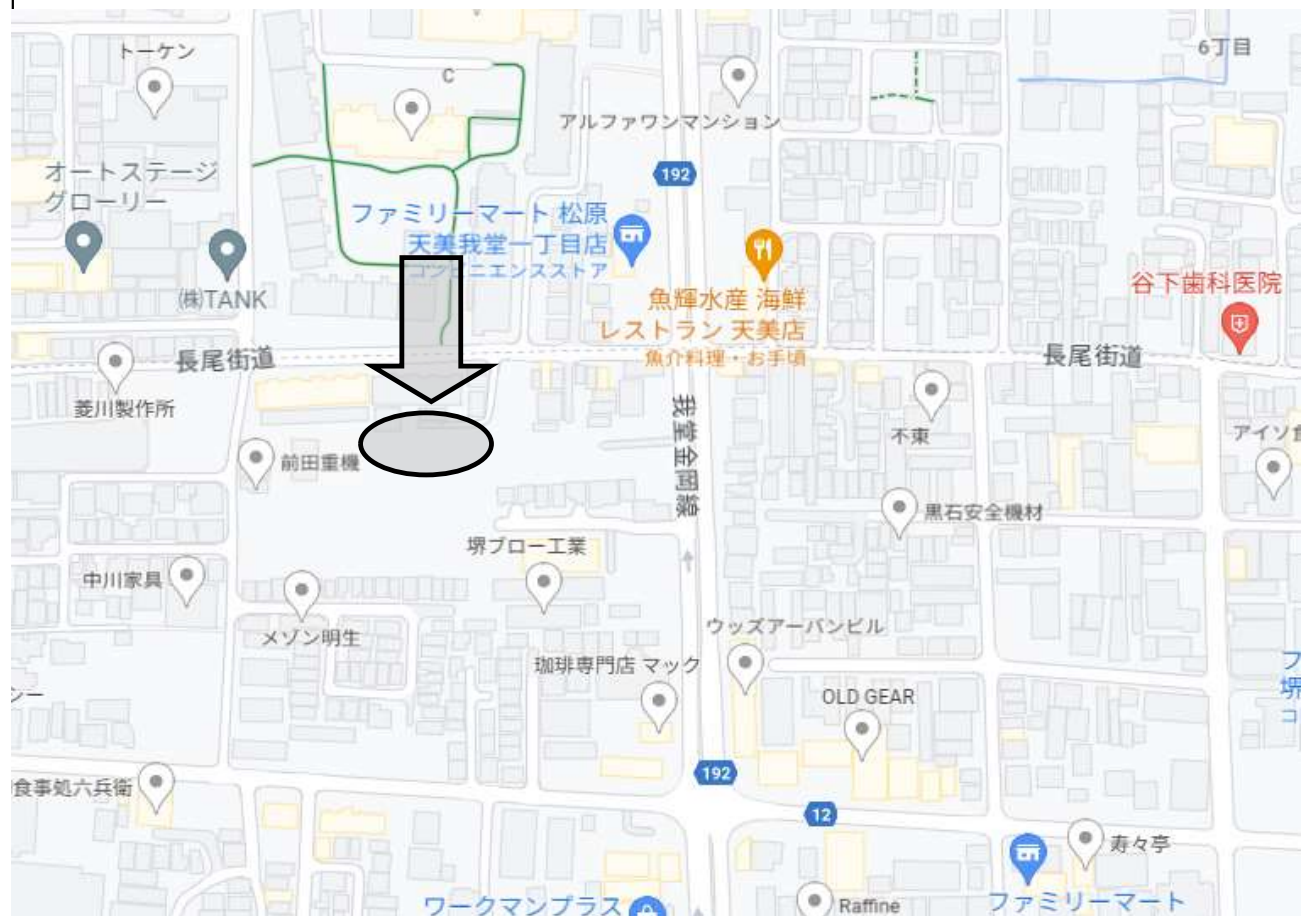 トーケン
6丁目
C
アルファワンマンション
オートステージ
グローリー
192
ファミリーマート 松原
天美我堂一丁目店
コンビニエンスストア
㈱TANK
魚輝水産 海鮮
レストラン 天美店
魚介料理・お手頃
谷下歯科医院
長尾街道
長尾街道
菱川製作所
我堂金岡線
不東
前田重機
黒石安全機材
堺ブロー工業
中川家具
メゾン明生
ウッズアーバンビル
珈琲専門店 マック
OLD GEAR
192
食事処六兵衛
12
寿々亭
ワークマンプラス
Raffine
ファミリーマート